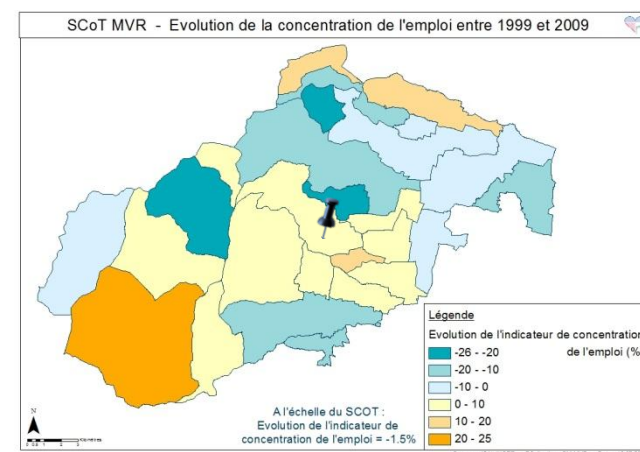 SCoT MVR - Evolution de la concentration de l'emploi entre 1999 et 2009
Légende
Evolution de l'indicateur de concentration
de l'emploi (%
-26 - -20
-20 - -10
-10 - 0
0 - 10
10 - 20
20 - 25
A l'échelle du SCOT :
Evolution de l'indicateur de
concentration de l'emploi = -1.5%
N